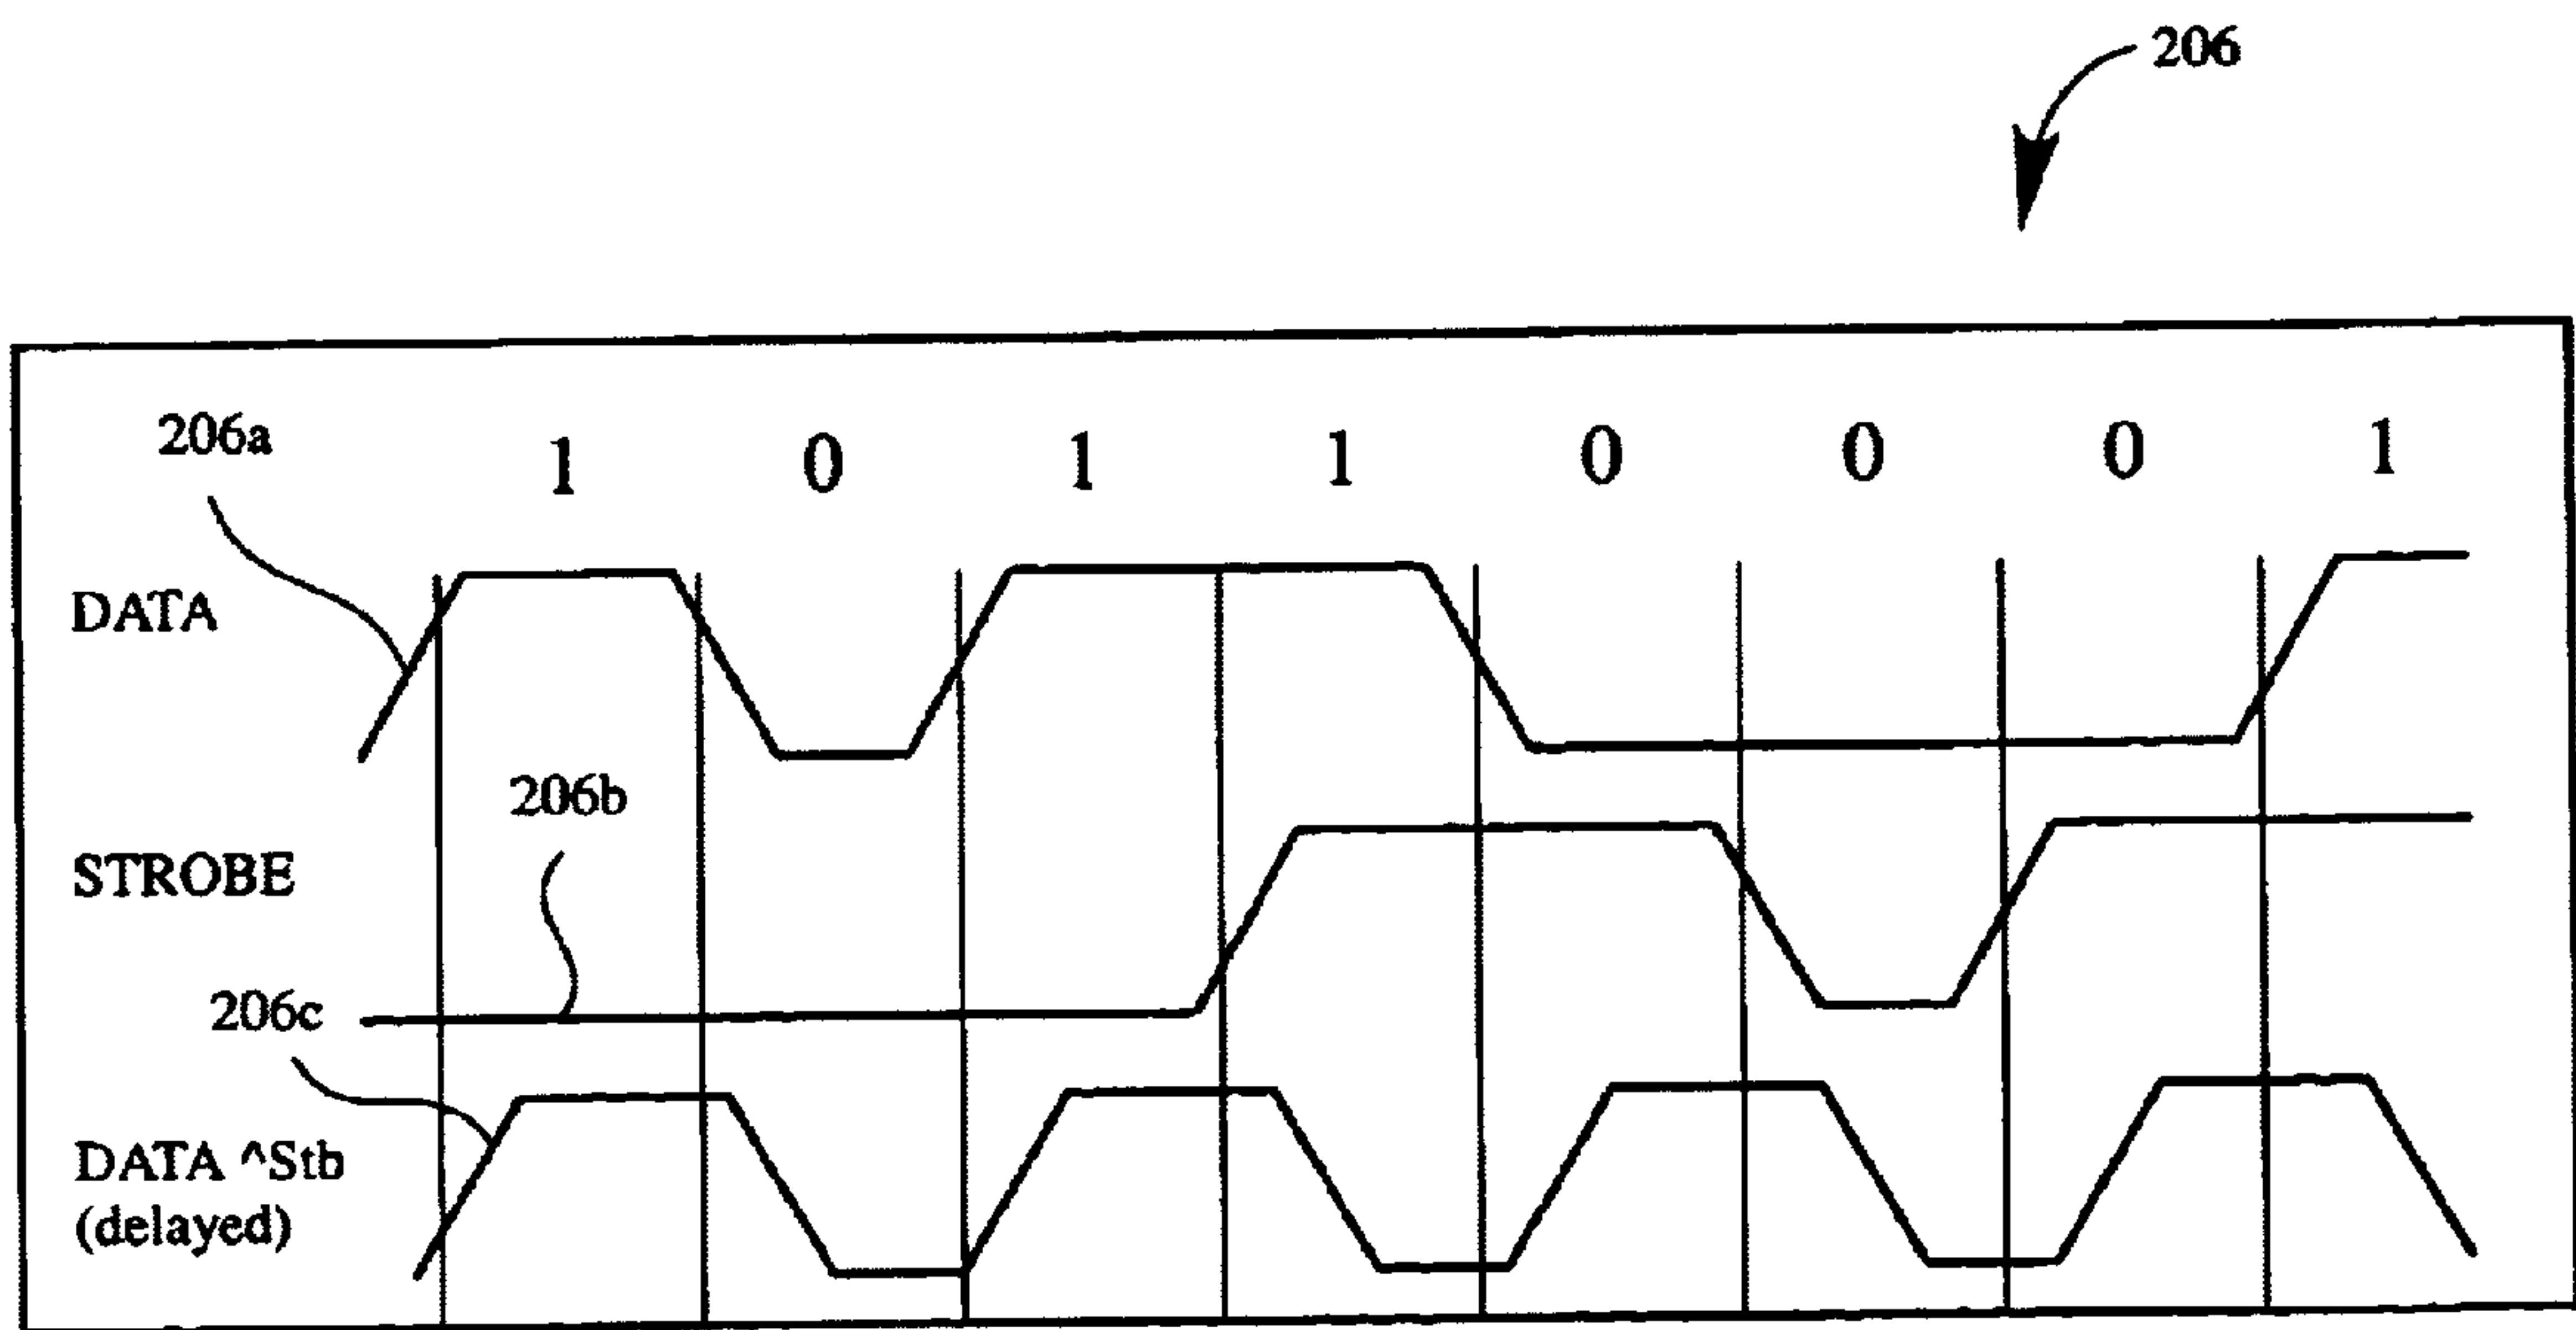 206
206a
1 0 1 1 0 0 0 1
DATA
206b
STROBE
206c
DATA ^Stb
(delayed)